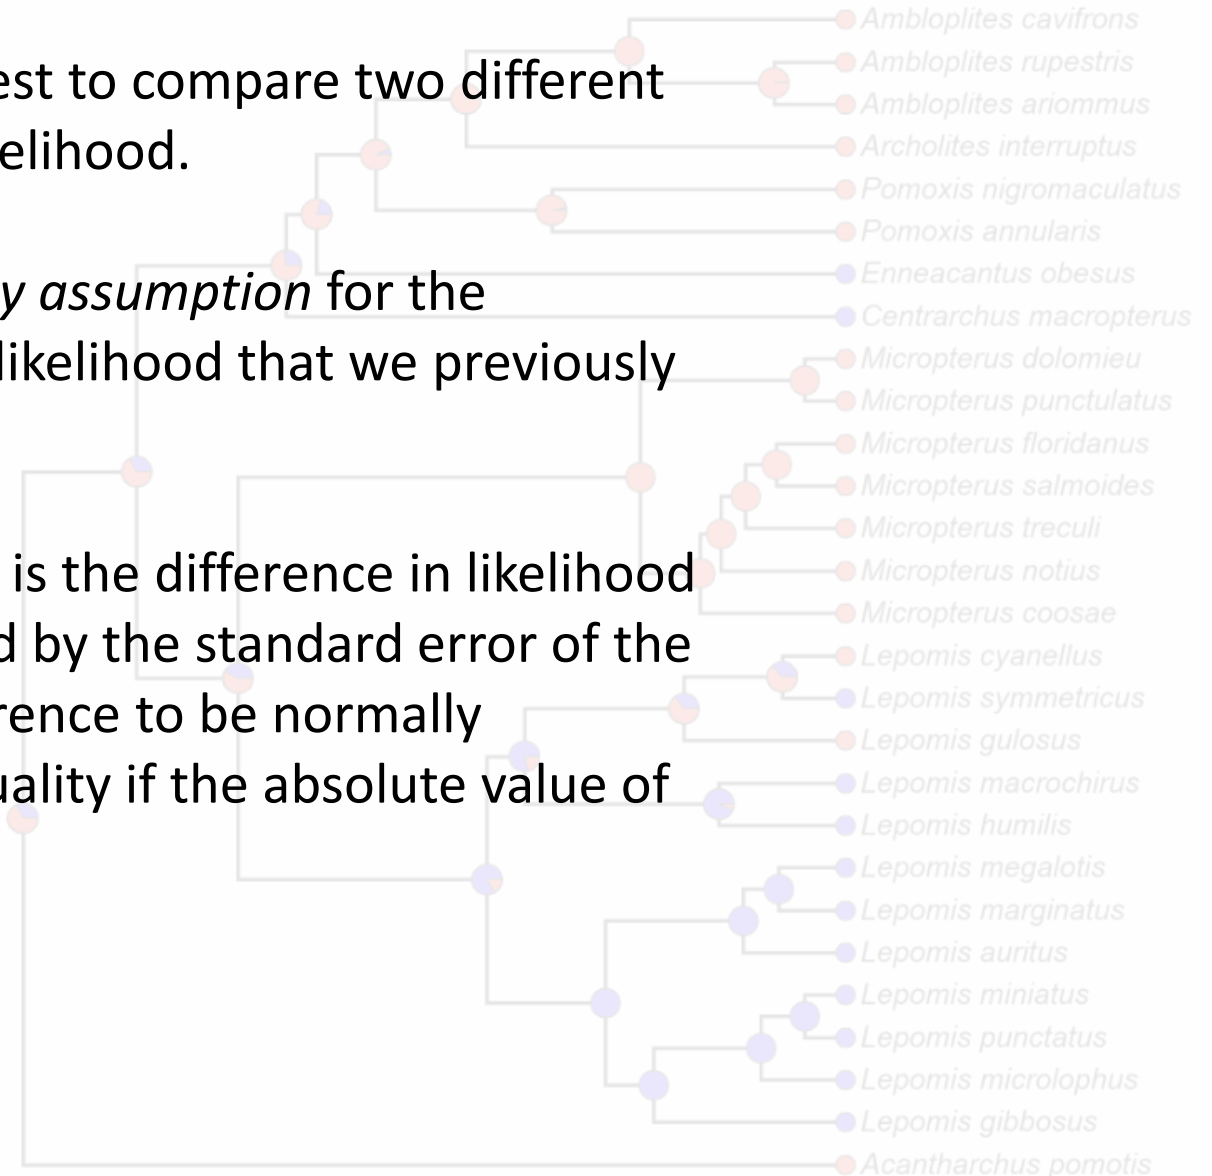 est to compare two different
elihood.
y assumption for the
likelihood that we previously
is the difference in likelihood
d by the standard error of the
rence to be normally
uality if the absolute value of
Ambloplites cavifrons
Ambloplites rupestris
Ambloplites ariommus
Archolites interruptus
Pomoxis nigromaculatus
Pomoxis annularis
Enneacantus obesus
Centrarchus macropterus
Micropterus dolomieu
Micropterus punctulatus
Micropterus floridanus
Micropterus salmoides
Micropterus treculi
Micropterus notius
Micropterus coosae
Lepomis cyanellus
Lepomis symmetricus
Lepomis gulosus
Lepomis macrochirus
Lepomis humilis
Lepomis megalotis
Lepomis marginatus
Lepomis auritus
Lepomis miniatus
Lepomis punctatus
Lepomis microlophus
Lepomis gibbosus
Acantharchus pomotis